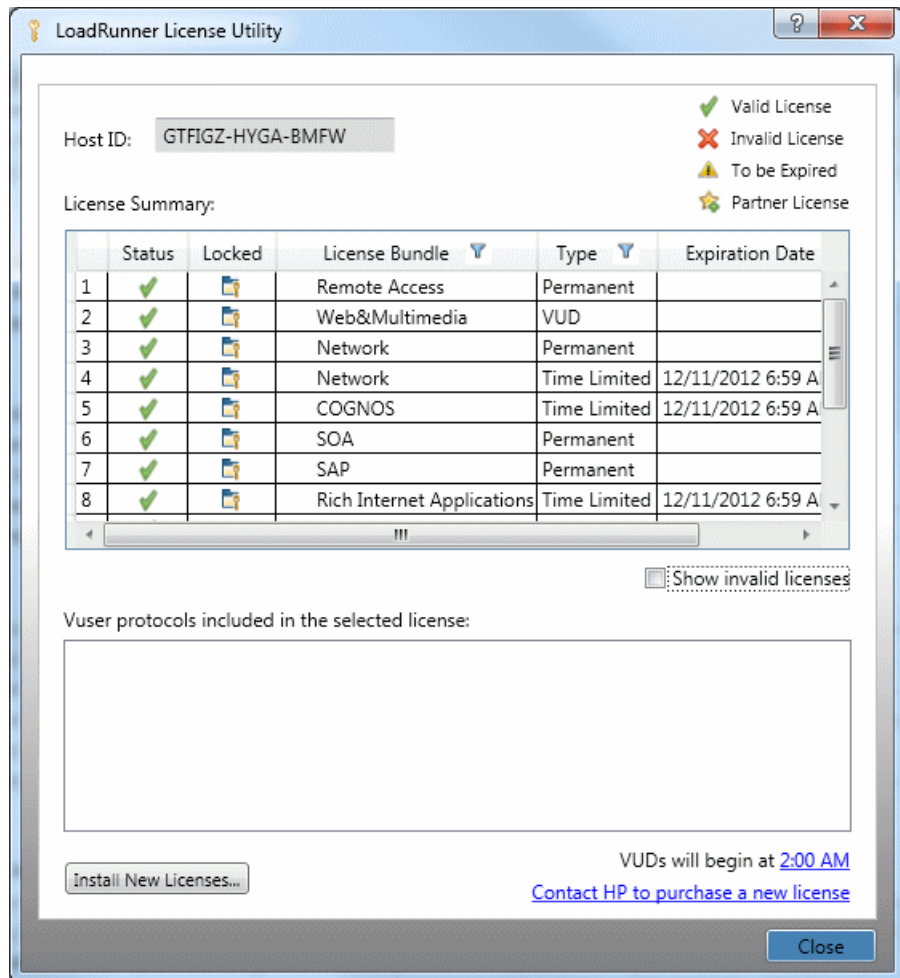 LoadRunner License Utility
Valid License
Host ID: GTFIGZ-HYGA-BMFW
Invalid License
To be Expired
License Summary:
Partner License
Status Locked License Bundle Type Expiration Date
1 Remote Access Permanent
2 Web&Multimedia VUD
3 Network Permanent
4 Network Time Limited 12/11/2012 6:59 A
5 COGNOS Time Limited 12/11/2012 6:59 A
6 SOA Permanent
7 SAP Permanent
8 Rich Internet Applications Time Limited 12/11/2012 6:59 A
Show invalid licenses
Vuser protocols included in the selected license:
VUDs will begin at 2:00 AM
Install New Licenses...
Contact HP to purchase a new license
Close